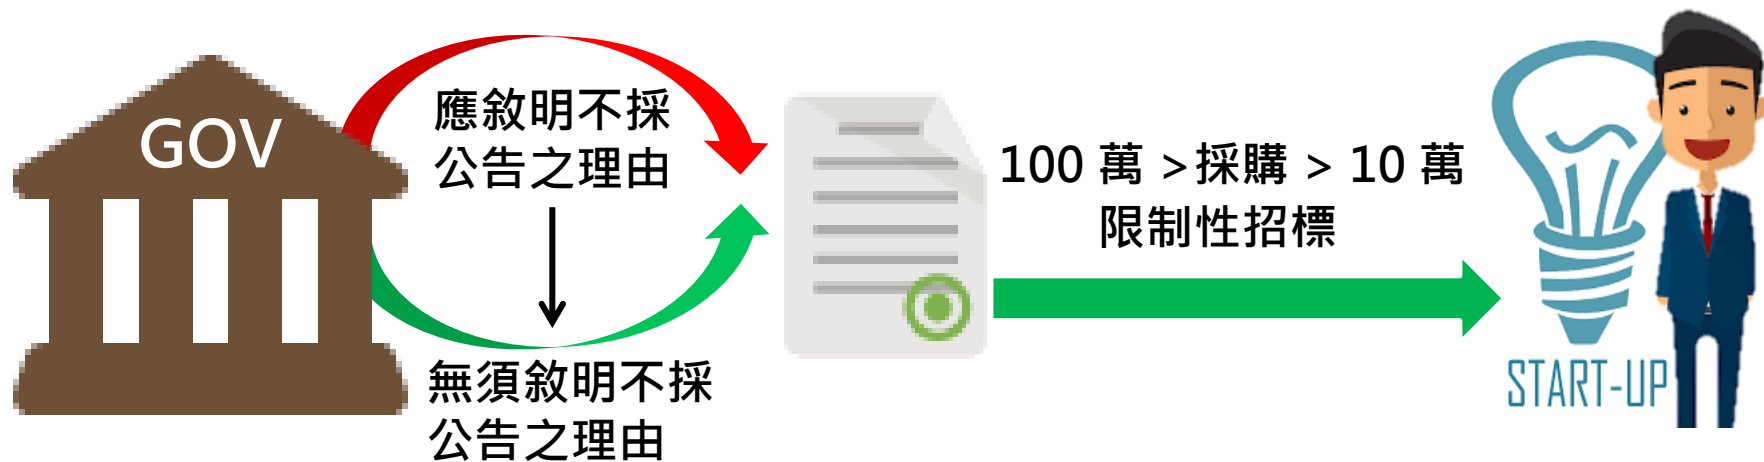 GOV
應敘明不採
公告之理由
無須敘明不採
公告之理由
100 萬 >採購 > 10 萬
限制性招標
START-UP